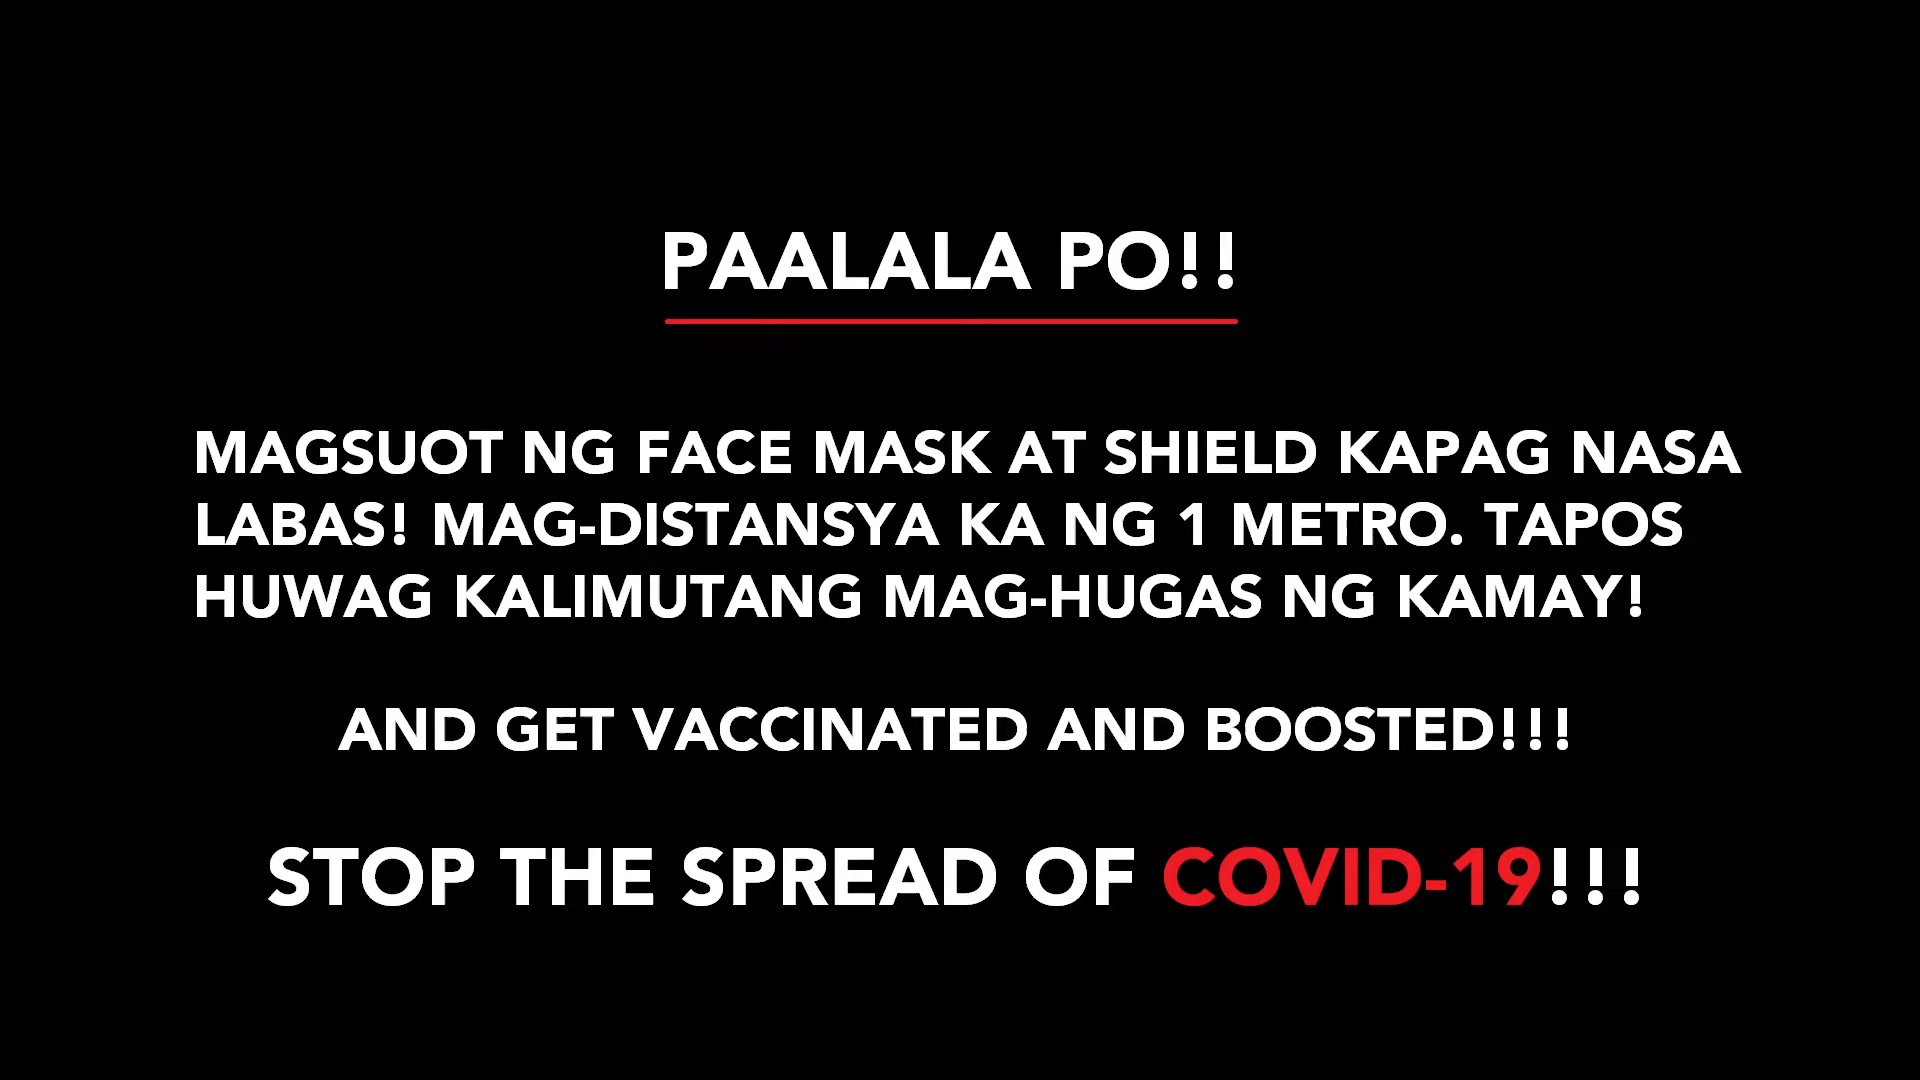 PAALALA PO!!
MAGSUOT NG FACE MASK AT SHIELD KAPAG NASA
LABAS! MAG-DISTANSYA KA NG 1 METRO. TAPOS
HUWAG KALIMUTANG MAG-HUGAS NG KAMAY!
AND GET VACCINATED AND BOOSTED!!!
STOP THE SPREAD OF COVID-19!!!